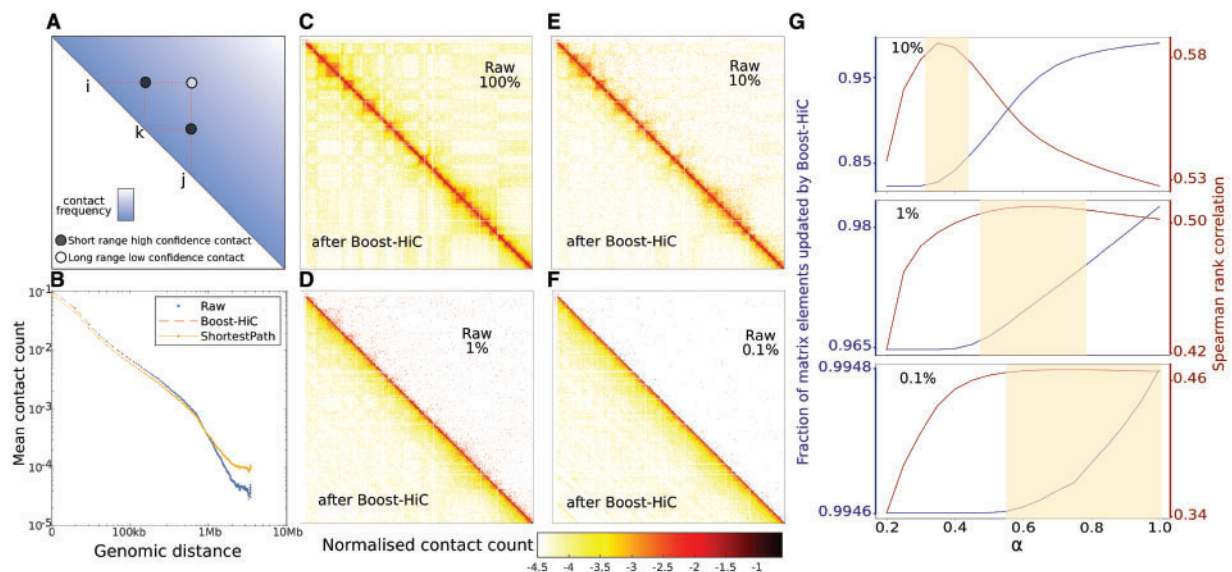 A
i
k
j
contact
frequency
Short range high confidence contact
Long range low confidence contact
B
Mean contact count
10-1
10-2
10-3
10-4
10-5
Raw
Boost-HiC
ShortestPath
0
100kb
1Mb
10Mb
Genomic distance
C
Raw
100%
after Boost-HiC
D
Raw
1%
after Boost-HiC
E
Raw
10%
after Boost-HiC
F
Raw
0.1%
after Boost-HiC
Normalised contact count
-4.5 -4 -3.5 -3 -2.5 -2 -1.5 -1
G
Fraction of matrix elements updated by Boost-HiC
10%
0.95
0.85
0.58
0.53
1%
0.98
0.965
0.50
0.42
0.1%
0.9948
0.9946
0.46
0.34
0.2 0.4 0.6 0.8 1.0
α
Spearman rank correlation